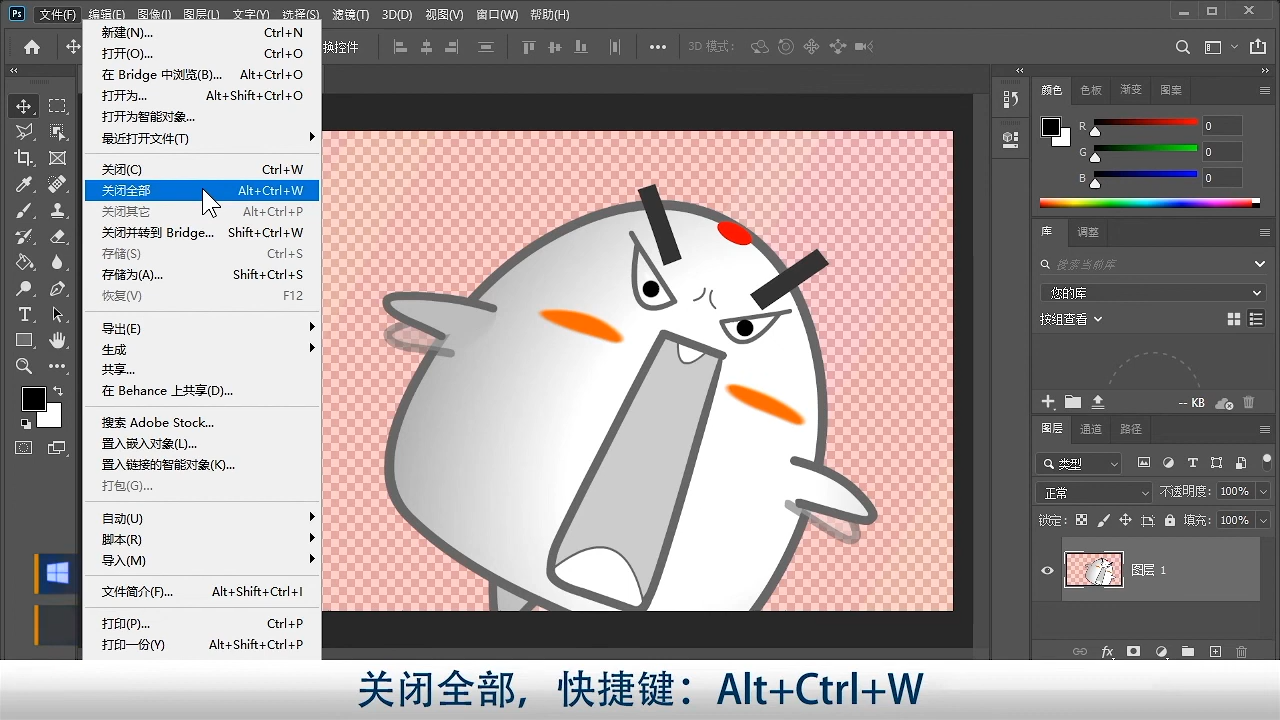 Ps 文件(F) 编辑(E) 图像(I) 图层(L) 文字(Y) 选择(S) 滤镜(T) 3D(D) 视图(V) 窗口(W) 帮助(H)
换控件 3D 模式:
新建(N)... Ctrl+N
打开(O)... Ctrl+O
在 Bridge 中浏览(B)... Alt+Ctrl+O
打开为... Alt+Shift+Ctrl+O
打开为智能对象...
最近打开文件(T)
关闭(C) Ctrl+W
关闭全部 Alt+Ctrl+W
关闭其它 Alt+Ctrl+P
关闭并转到 Bridge... Shift+Ctrl+W
存储(S) Ctrl+S
存储为(A)... Shift+Ctrl+S
恢复(V) F12
导出(E)
生成
共享...
在 Behance 上共享(D)...
搜索 Adobe Stock...
置入嵌入对象(L)...
置入链接的智能对象(K)...
打包(G)...
自动(U)
脚本(R)
导入(M)
文件简介(F)... Alt+Shift+Ctrl+I
打印(P)... Ctrl+P
打印一份(Y) Alt+Shift+Ctrl+P
颜色 色板 渐变 图案
R 0
G 0
B 0
库 调整
搜索当前库
您的库
按组查看
-- KB
图层 通道 路径
类型
正常 不透明度: 100%
锁定: 填充: 100%
图层 1
fx
关闭全部，快捷键：Alt+Ctrl+W